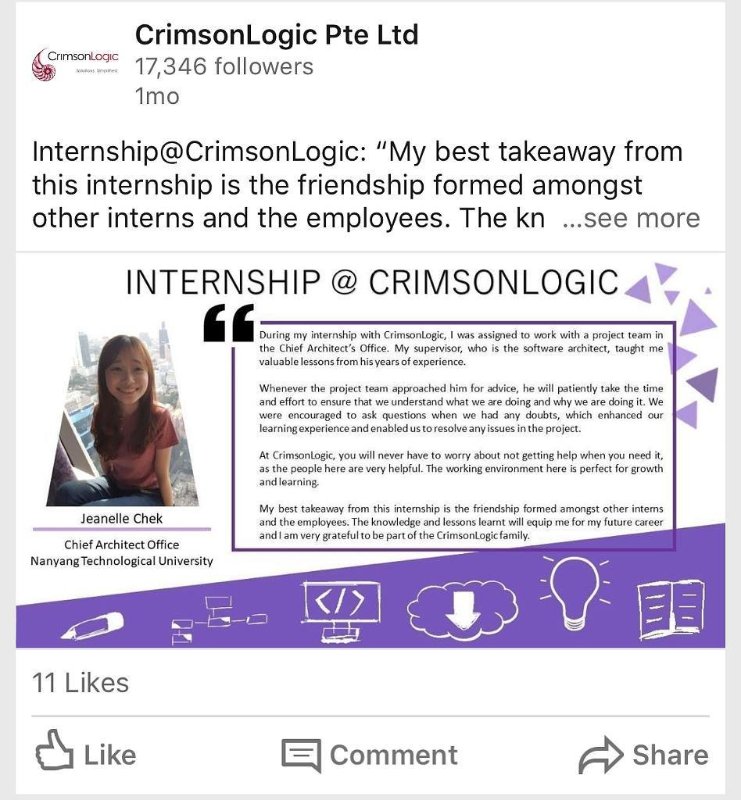 CrimsonLogic Pte Ltd
CrimsonLogic
17,346 followers
1mo
Internship@CrimsonLogic: “My best takeaway from
this internship is the friendship formed amongst
other interns and the employees. The kn ...see more
INTERNSHIP @ CRIMSONLOGIC
“
During my internship with CrimsonLogic, I was assigned to work with a project team in
the Chief Architect's Office. My supervisor, who is the software architect, taught me
valuable lessons from his years of experience.
Whenever the project team approached him for advice, he will patiently take the time
and effort to ensure that we understand what we are doing and why we are doing it. We
were encouraged to ask questions when we had any doubts, which enhanced our
learning experience and enabled us to resolve any issues in the project.
At CrimsonLogic, you will never have to worry about not getting help when you need it,
as the people here are very helpful. The working environment here is perfect for growth
and learning.
My best takeaway from this internship is the friendship formed amongst other interns
and the employees. The knowledge and lessons learnt will equip me for my future career
and I am very grateful to be part of the CrimsonLogic family.
Jeanelle Chek
Chief Architect Office
Nanyang Technological University
</>
11 Likes
Like
Comment
Share